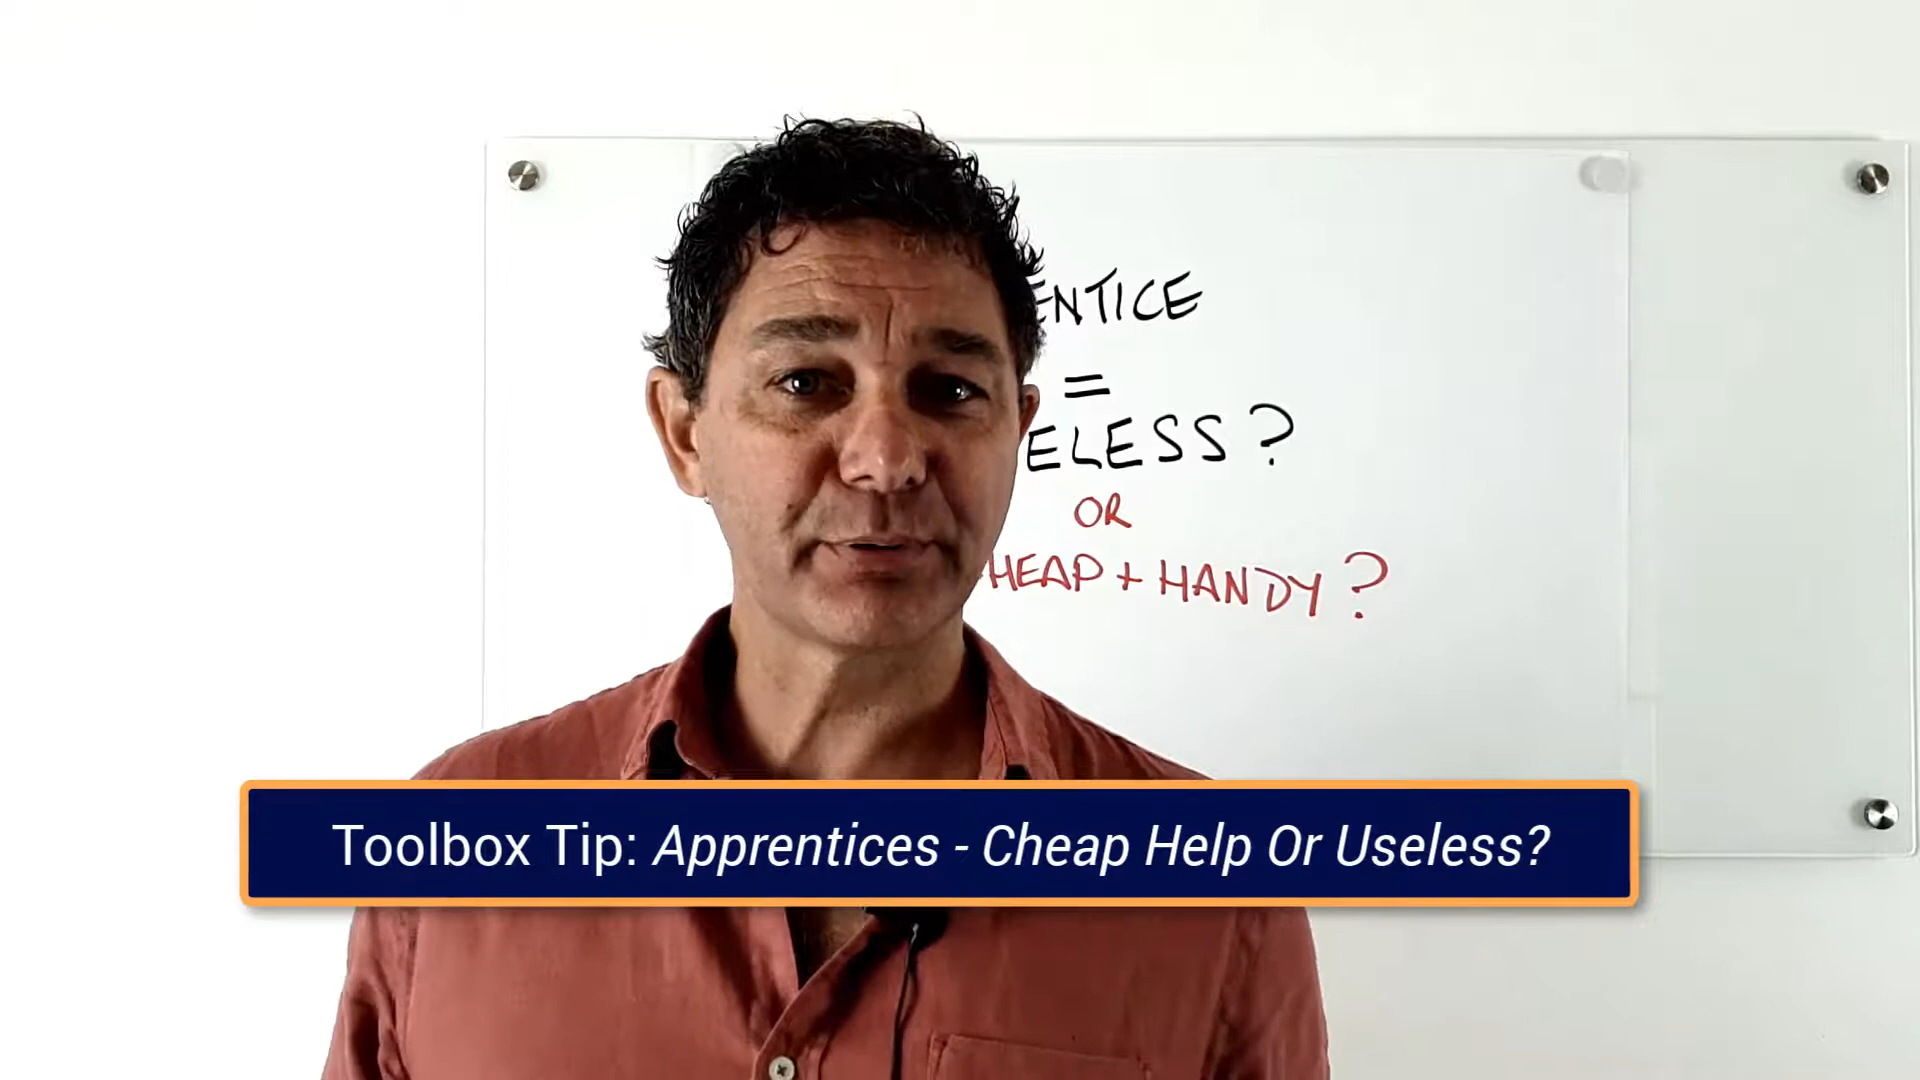 ENTICE
=
ELESS?
OR
HEAP + HANDY?
Toolbox Tip: Apprentices - Cheap Help Or Useless?